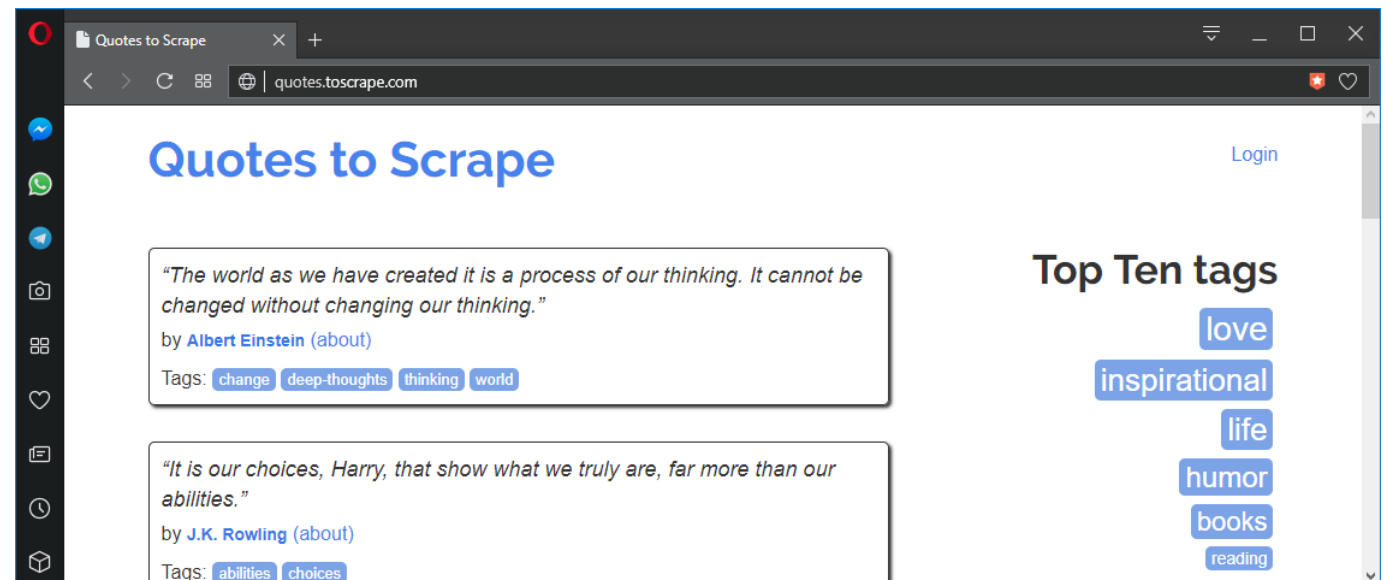 Quotes to Scrape
quotes.toscrape.com
Quotes to Scrape
Login
“The world as we have created it is a process of our thinking. It cannot be
changed without changing our thinking.”
by Albert Einstein (about)
Tags: change deep-thoughts thinking world
“It is our choices, Harry, that show what we truly are, far more than our
abilities.”
by J.K. Rowling (about)
Tags: abilities choices
Top Ten tags
love
inspirational
life
humor
books
reading